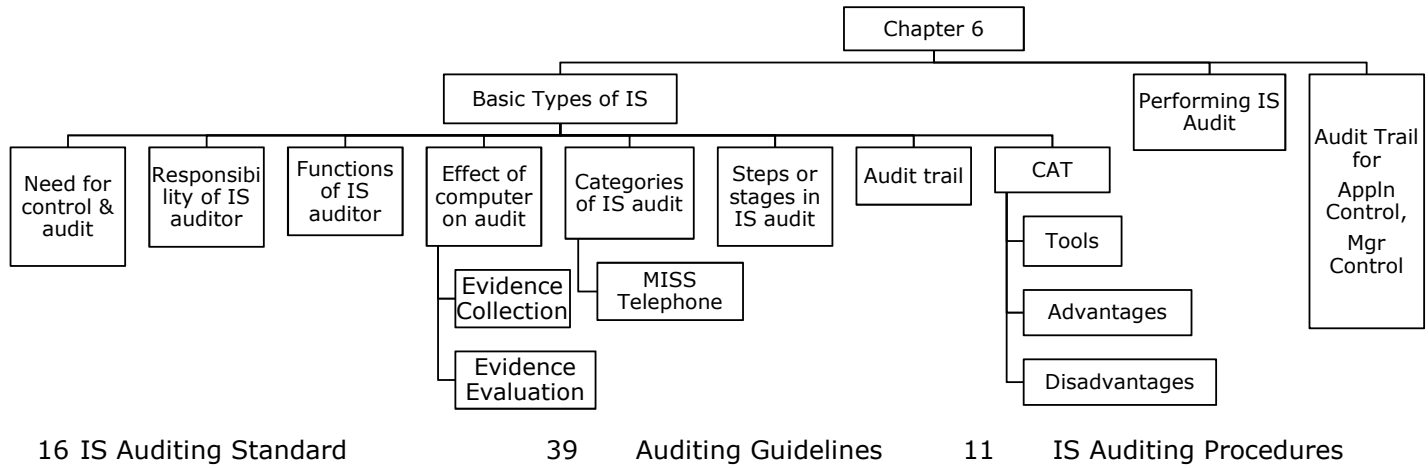 Chapter 6
Basic Types of IS
Performing IS
Audit
Audit Trail
for
Appln
Control,
Mgr
Control
Need for
control &
audit
Responsibi
lity of IS
auditor
Functions
of IS
auditor
Effect of
computer
on audit
Categories
of IS audit
Steps or
stages in
IS audit
Audit trail
CAT
Evidence
Collection
Evidence
Evaluation
MISS
Telephone
Tools
Advantages
Disadvantages
16 IS Auditing Standard 39 Auditing Guidelines 11 IS Auditing Procedures